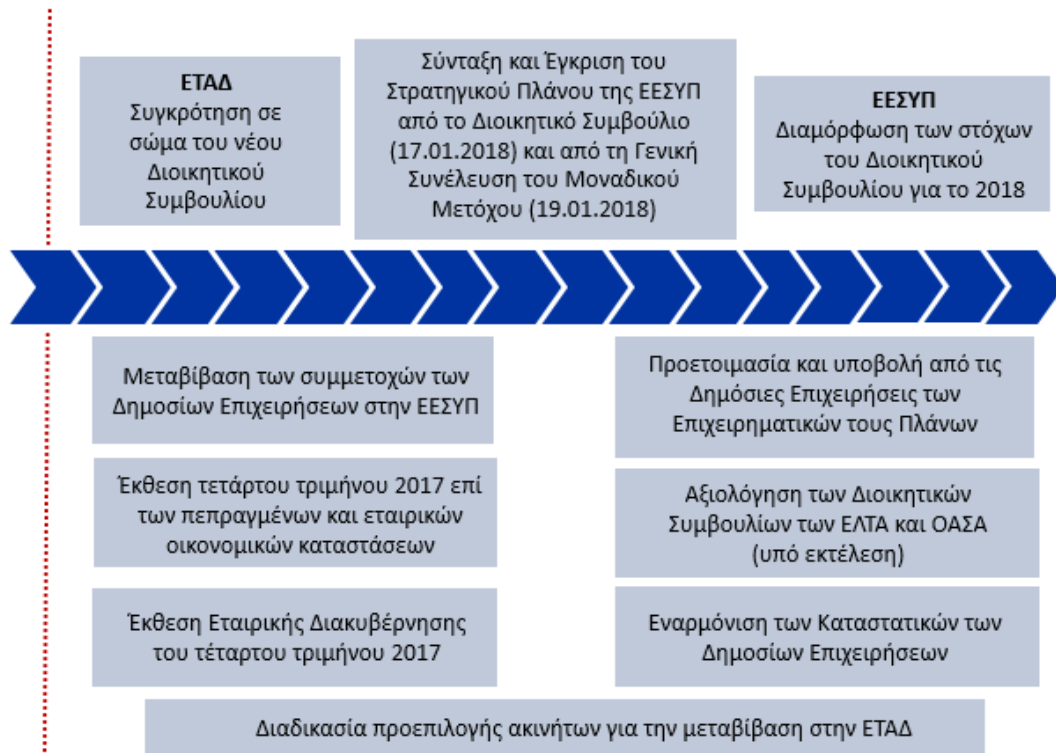 ΕΤΑΔ
Συγκρότηση σε
σώμα του νέου
Διοικητικού
Συμβουλίου
Σύνταξη και Έγκριση του
Στρατηγικού Πλάνου της ΕΕΣΥΠ
από το Διοικητικό Συμβούλιο
(17.01.2018) και από τη Γενική
Συνέλευση του Μοναδικού
Μετόχου (19.01.2018)
ΕΕΣΥΠ
Διαμόρφωση των στόχων
του Διοικητικού
Συμβουλίου για το 2018
Μεταβίβαση των συμμετοχών των
Δημοσίων Επιχειρήσεων στην ΕΕΣΥΠ
Έκθεση τετάρτου τριμήνου 2017 επί
των πεπραγμένων και εταιρικών
οικονομικών καταστάσεων
Έκθεση Εταιρικής Διακυβέρνησης
του τέταρτου τριμήνου 2017
Προετοιμασία και υποβολή από τις
Δημόσιες Επιχειρήσεις των
Επιχειρηματικών τους Πλάνων
Αξιολόγηση των Διοικητικών
Συμβουλίων των ΕΛΤΑ και ΟΑΣΑ
(υπό εκτέλεση)
Εναρμόνιση των Καταστατικών των
Δημοσίων Επιχειρήσεων
Διαδικασία προεπιλογής ακινήτων για την μεταβίβαση στην ΕΤΑΔ